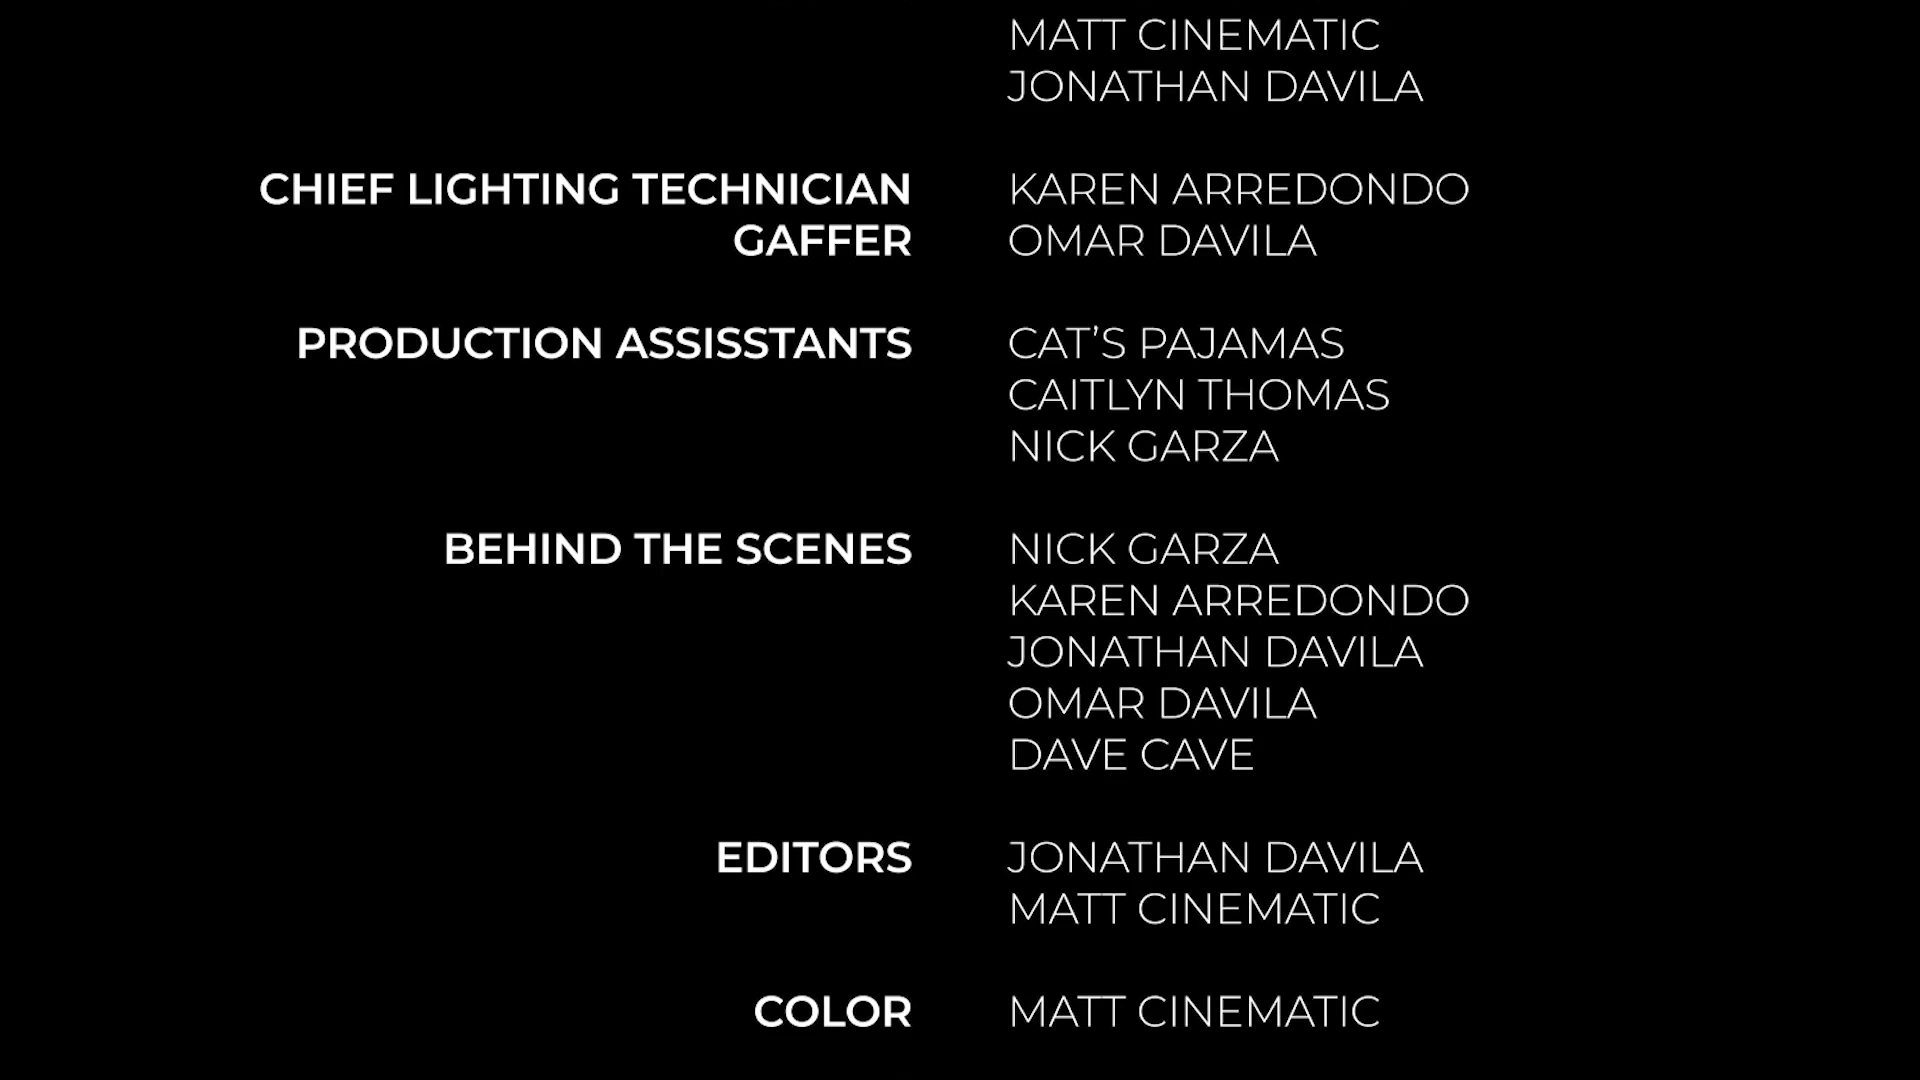 MATT CINEMATIC
JONATHAN DAVILA
CHIEF LIGHTING TECHNICIAN KAREN ARREDONDO
GAFFER OMAR DAVILA
PRODUCTION ASSISSTANTS CAT'S PAJAMAS
CAITLYN THOMAS
NICK GARZA
BEHIND THE SCENES NICK GARZA
KAREN ARREDONDO
JONATHAN DAVILA
OMAR DAVILA
DAVE CAVE
EDITORS JONATHAN DAVILA
MATT CINEMATIC
COLOR MATT CINEMATIC